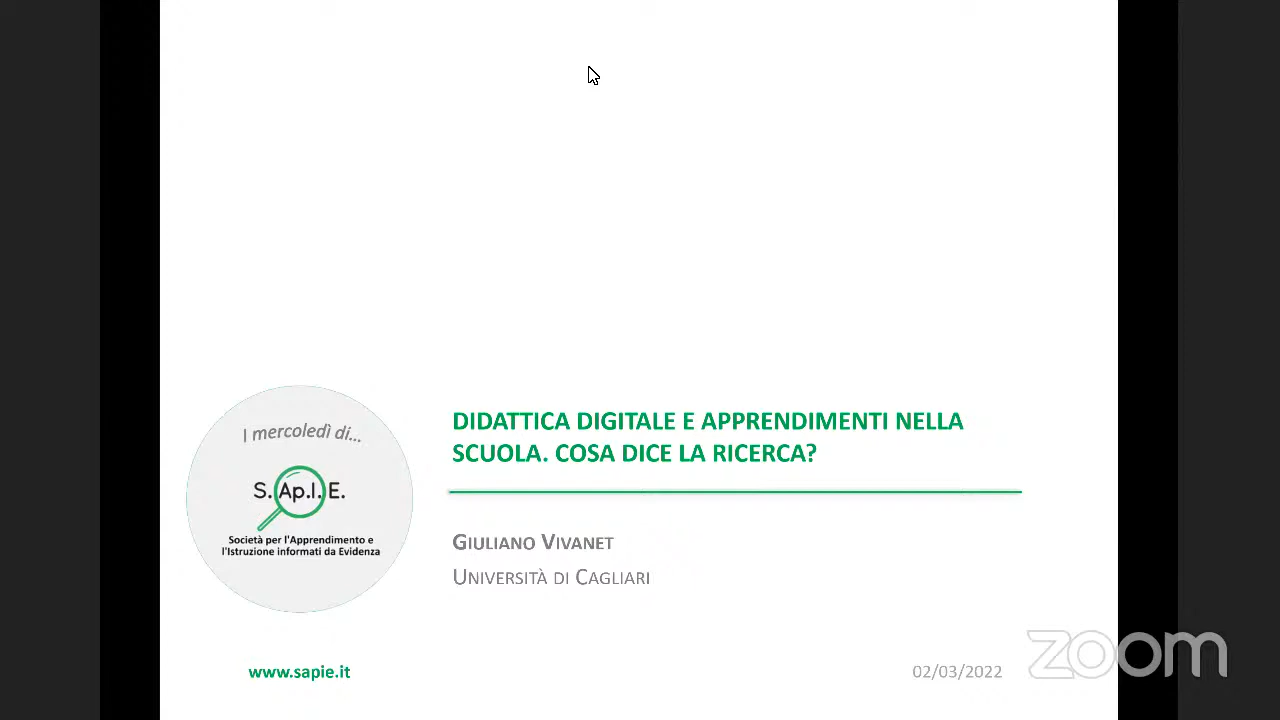 DIDATTICA DIGITALE E APPRENDIMENTI NELLA
SCUOLA. COSA DICE LA RICERCA?
I mercoledì di...
S.Ap.I.E.
Società per l'Apprendimento e
l'Istruzione informati da Evidenza
GIULIANO VIVANET
UNIVERSITÀ DI CAGLIARI
www.sapie.it
02/03/2022
zoom